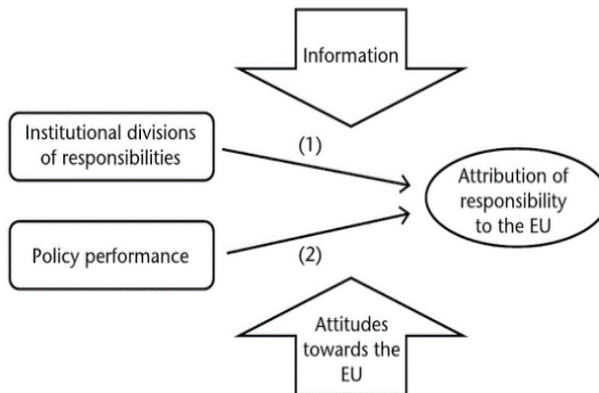 Information
Institutional divisions
of responsibilities
(1)
Attribution of
responsibility
to the EU
Policy performance
(2)
Attitudes
towards the
EU